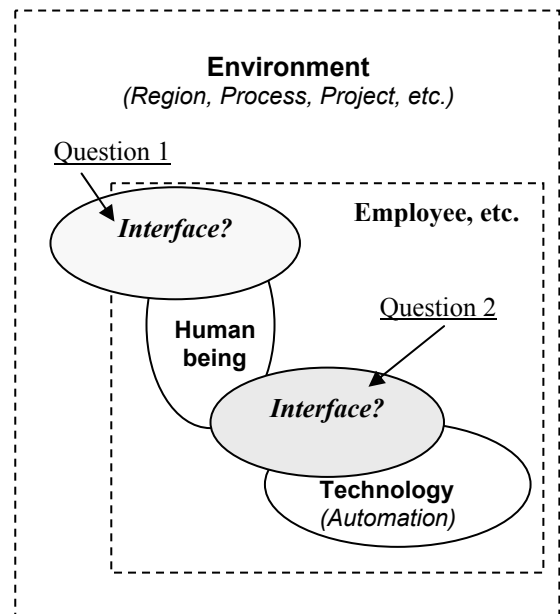 Environment
(Region, Process, Project, etc.)
Question 1
Interface?
Employee, etc.
Human
being
Question 2
Interface?
Technology
(Automation)